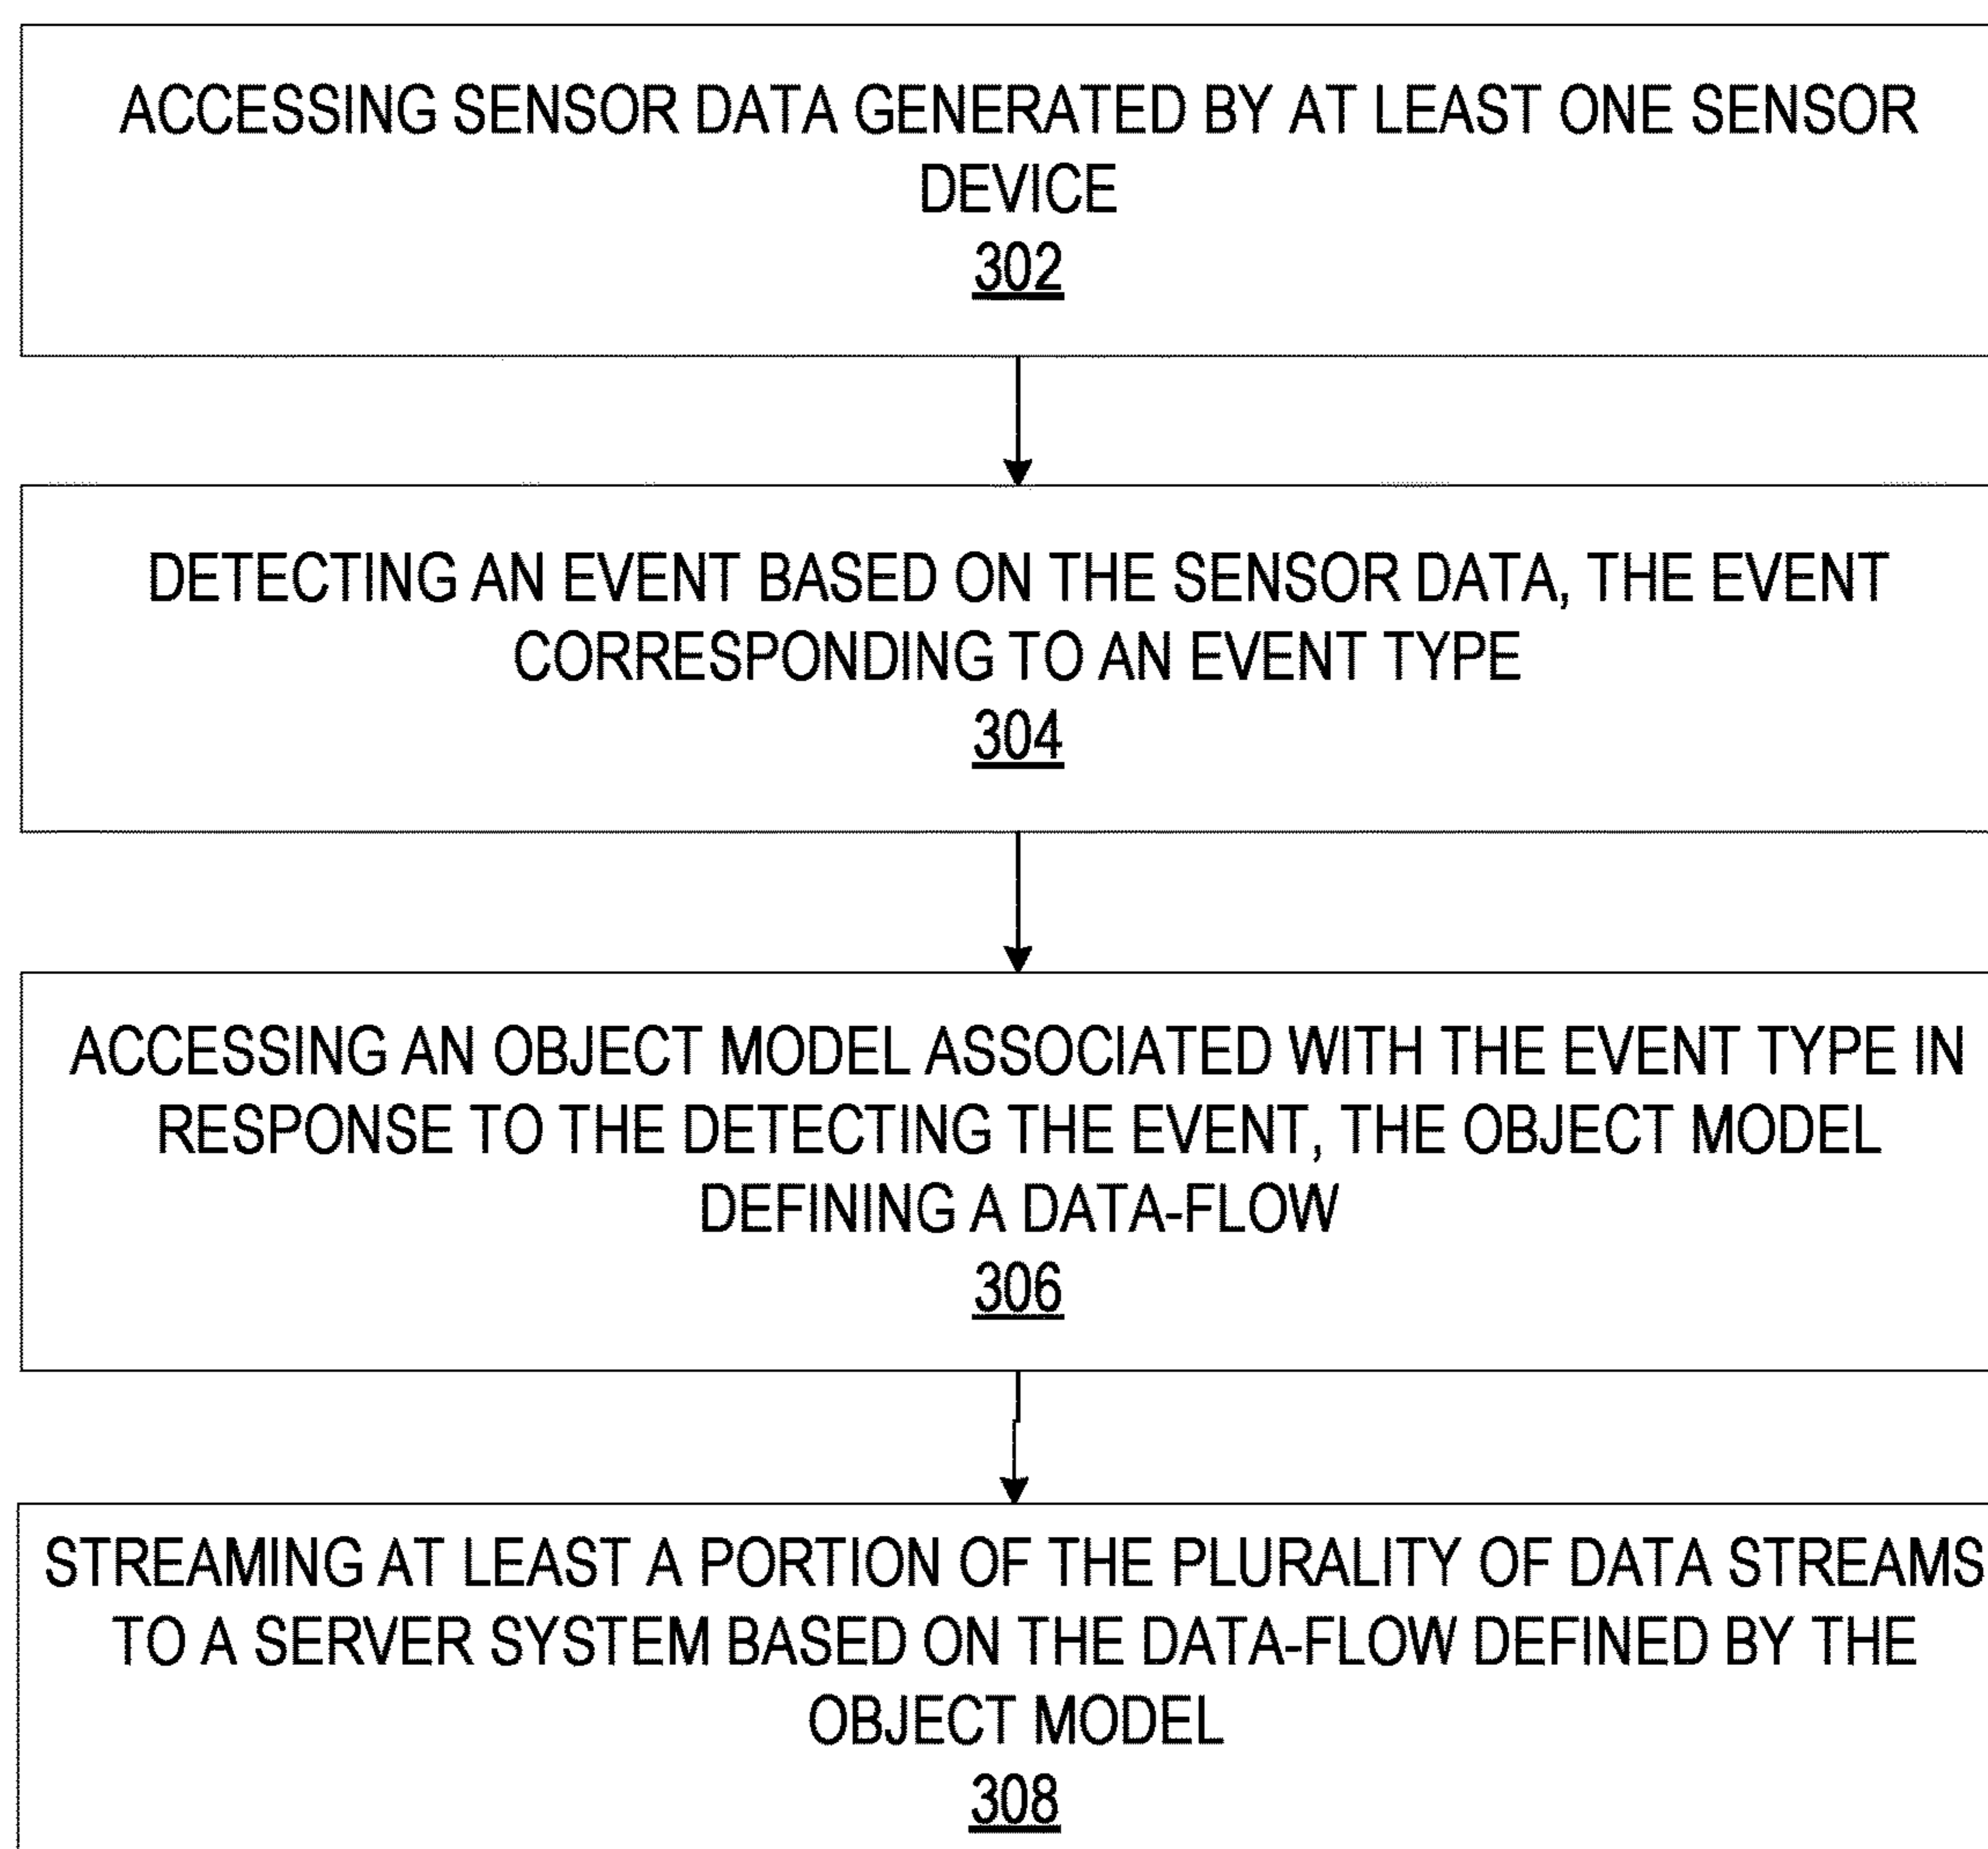 ACCESSING SENSOR DATA GENERATED BY AT LEAST ONE SENSOR
DEVICE
302
DETECTING AN EVENT BASED ON THE SENSOR DATA, THE EVENT
CORRESPONDING TO AN EVENT TYPE
304
ACCESSING AN OBJECT MODEL ASSOCIATED WITH THE EVENT TYPE IN
RESPONSE TO THE DETECTING THE EVENT, THE OBJECT MODEL
DEFINING A DATA-FLOW
306
STREAMING AT LEAST A PORTION OF THE PLURALITY OF DATA STREAMS
TO A SERVER SYSTEM BASED ON THE DATA-FLOW DEFINED BY THE
OBJECT MODEL
308